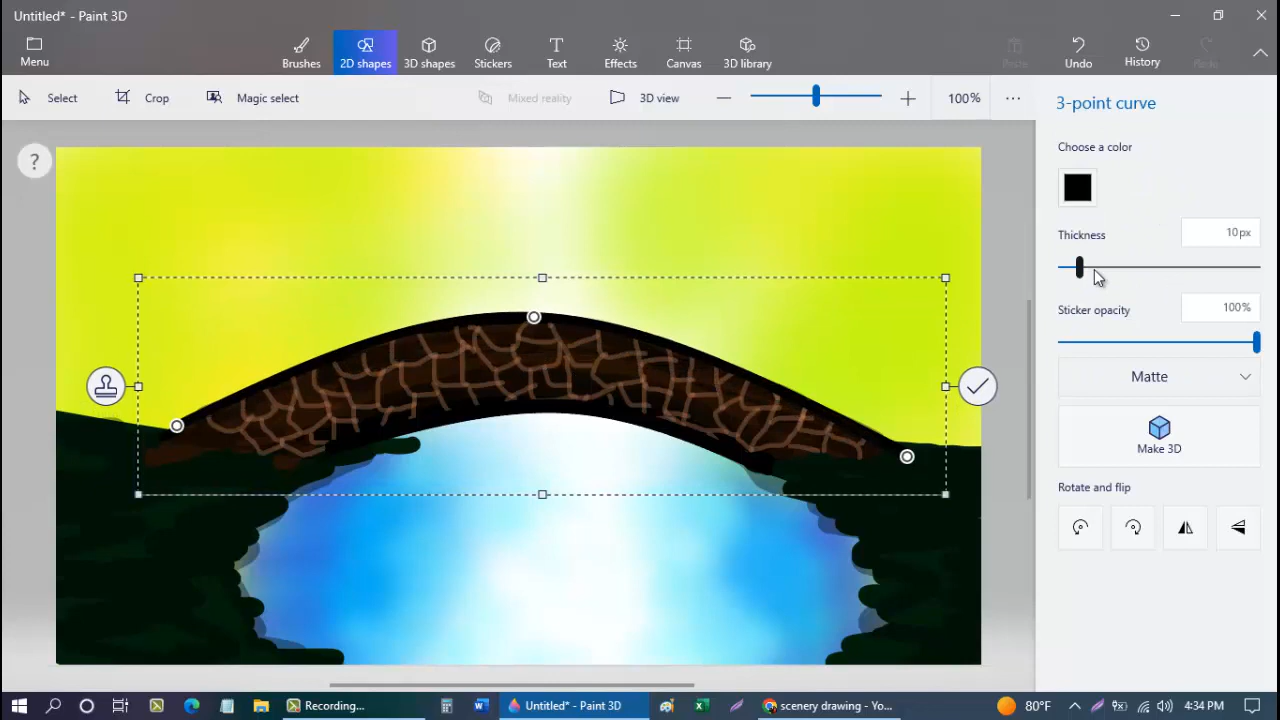 Untitled* - Paint 3D
Menu
Brushes
2D shapes
3D shapes
Stickers
Text
Effects
Canvas
3D library
Paste
Undo
History
Redo
Select
Crop
Magic select
Mixed reality
3D view
100%
3-point curve
Choose a color
Thickness
10px
Sticker opacity
100%
Matte
Make 3D
Rotate and flip
?
Recording...
Untitled* - Paint 3D
scenery drawing - Yo...
80°F
4:34 PM